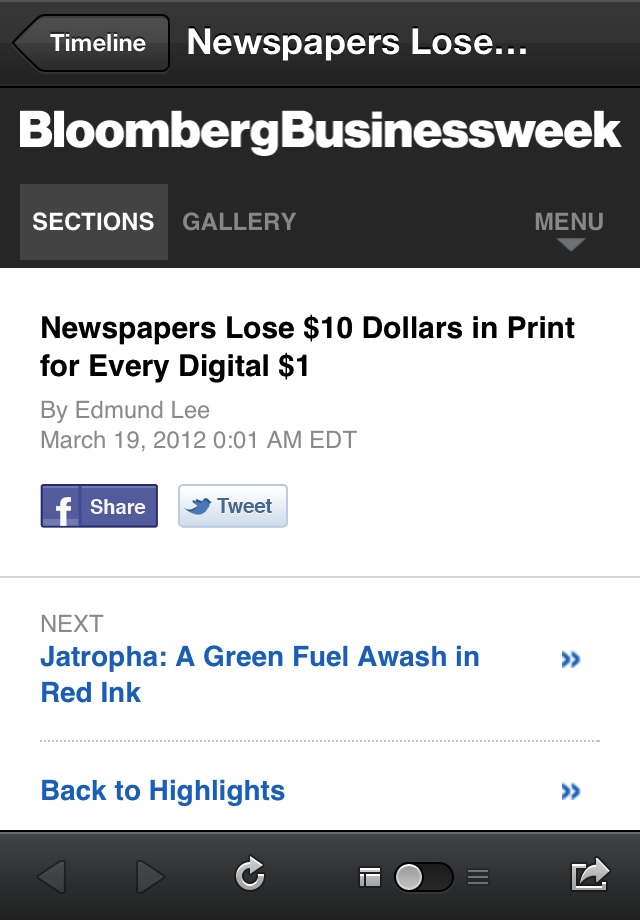 Timeline
Newspapers Lose...
BloombergBusinessweek
SECTIONS
GALLERY
MENU
Newspapers Lose $10 Dollars in Print
for Every Digital $1
By Edmund Lee
March 19, 2012 0:01 AM EDT
f Share
Tweet
NEXT
Jatropha: A Green Fuel Awash in »
Red Ink
Back to Highlights »